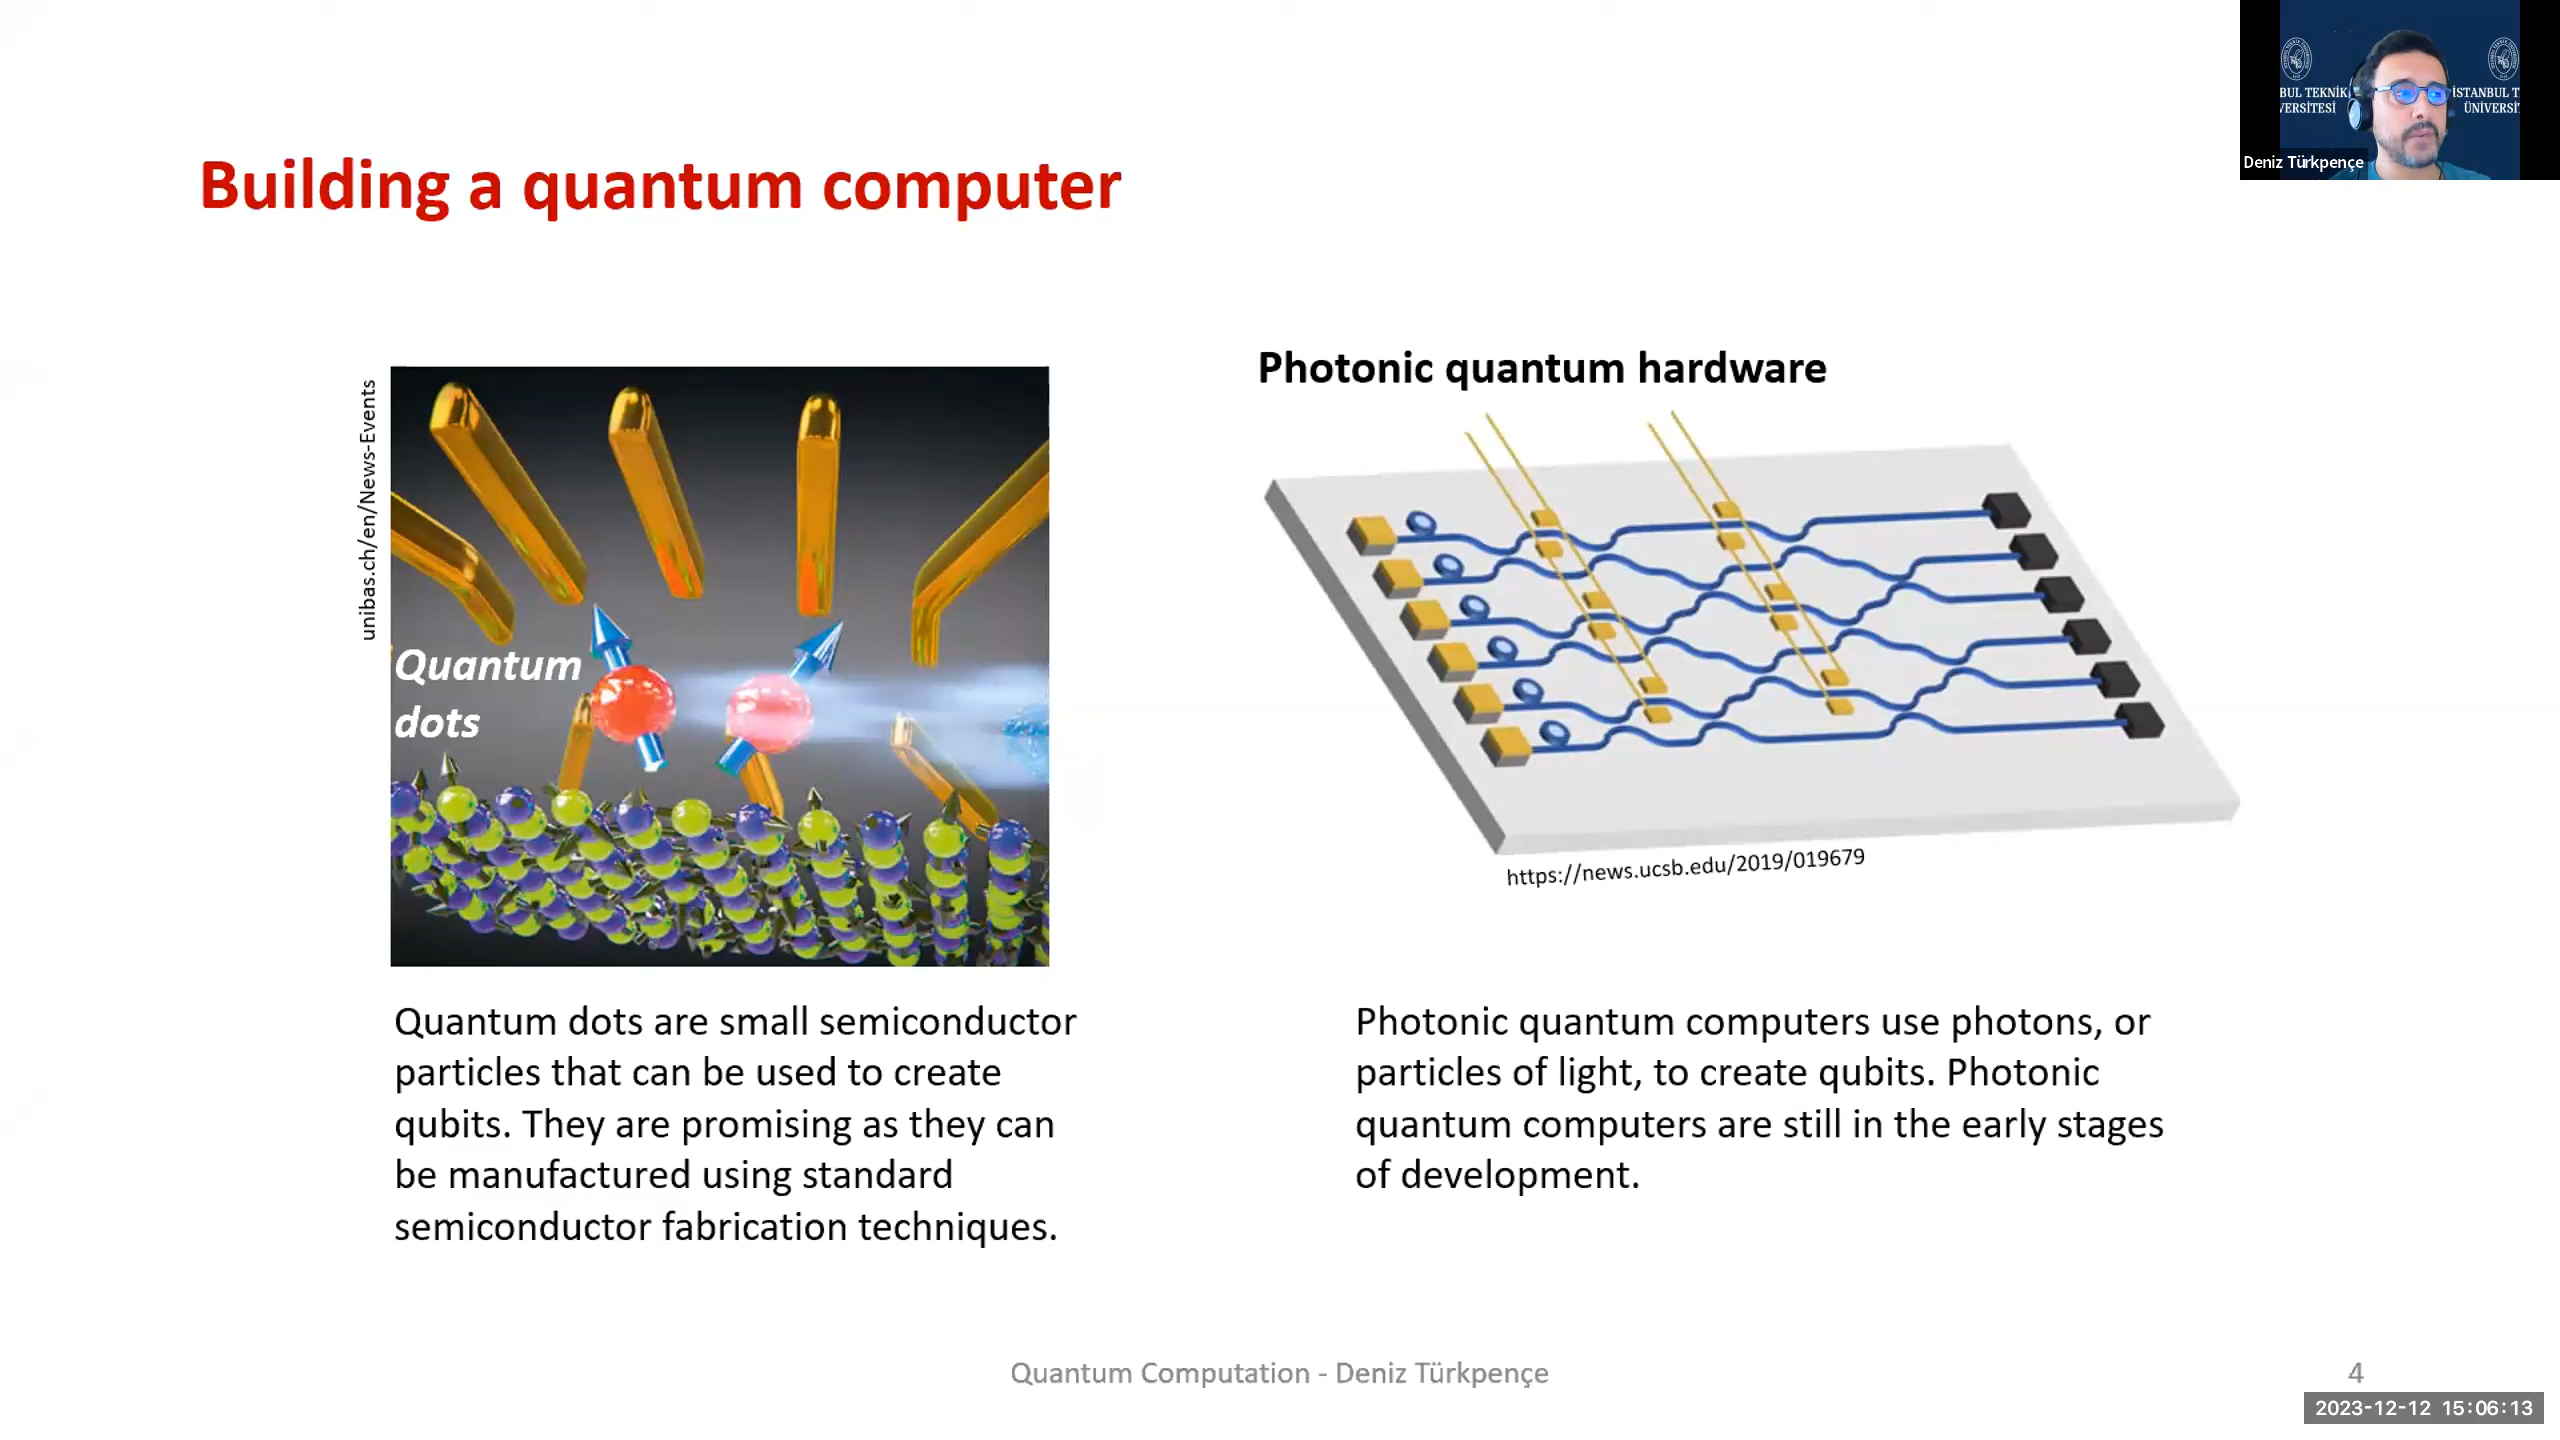 BUL TEKNİK
VERSİTESİ
İSTANBUL T
ÜNİVERSİ
Deniz Türkpençe
Building a quantum computer
unibas.ch/en/News-Events
Quantum
dots
Quantum dots are small semiconductor
particles that can be used to create
qubits. They are promising as they can
be manufactured using standard
semiconductor fabrication techniques.
Photonic quantum hardware
https://news.ucsb.edu/2019/019679
Photonic quantum computers use photons, or
particles of light, to create qubits. Photonic
quantum computers are still in the early stages
of development.
Quantum Computation - Deniz Türkpençe
4
2023-12-12 15:06:13